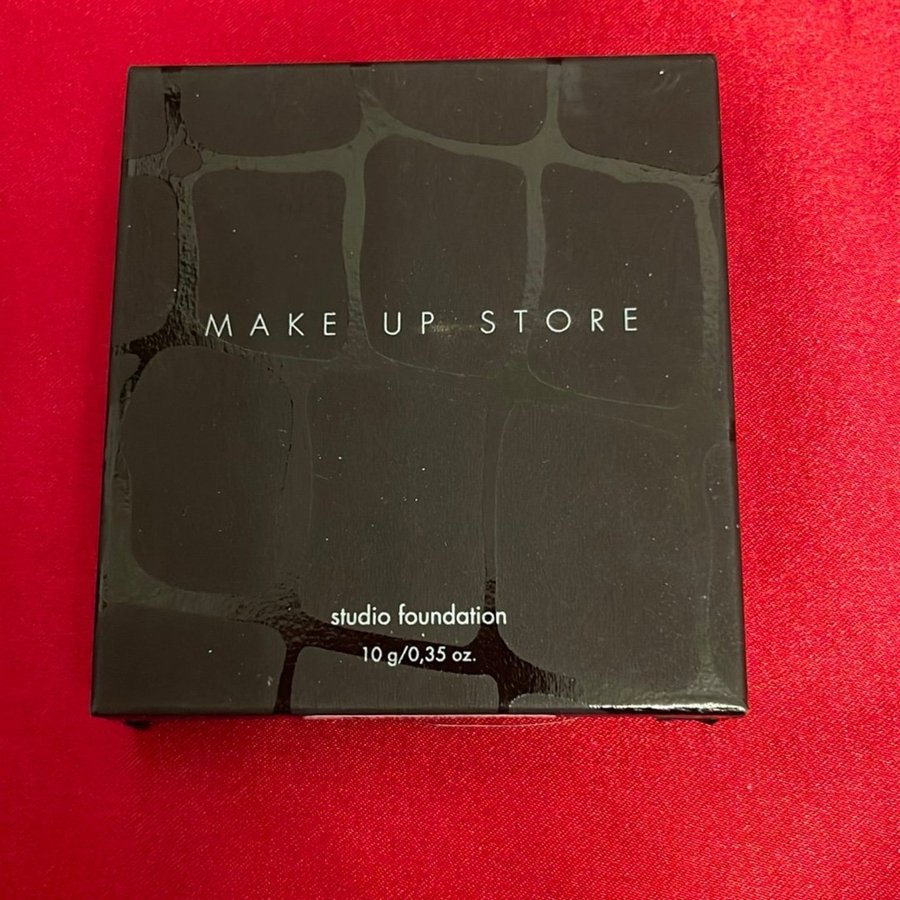 MAKE UP STORE
studio foundation
10 g/0,35 oz.